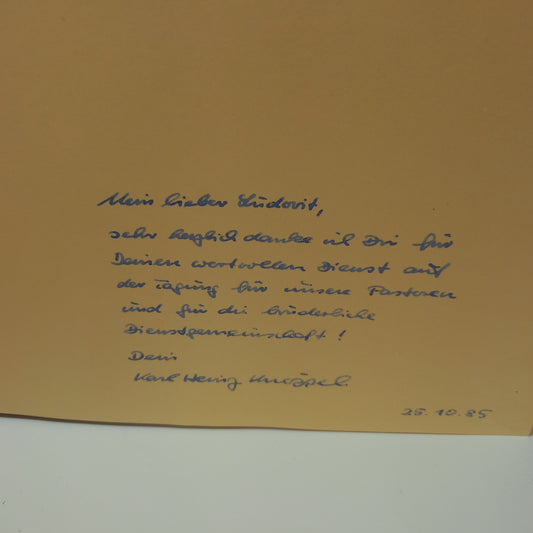 Mein lieber Ludovit,
sehr herzlich danke ich Dir für
Deinen wertvollen Dienst auf
der Tagung für unsere Pastoren
und für die brüderliche
Dienstgemeinschaft!
Dein
Karl Heinz Knöppel
25.10.85